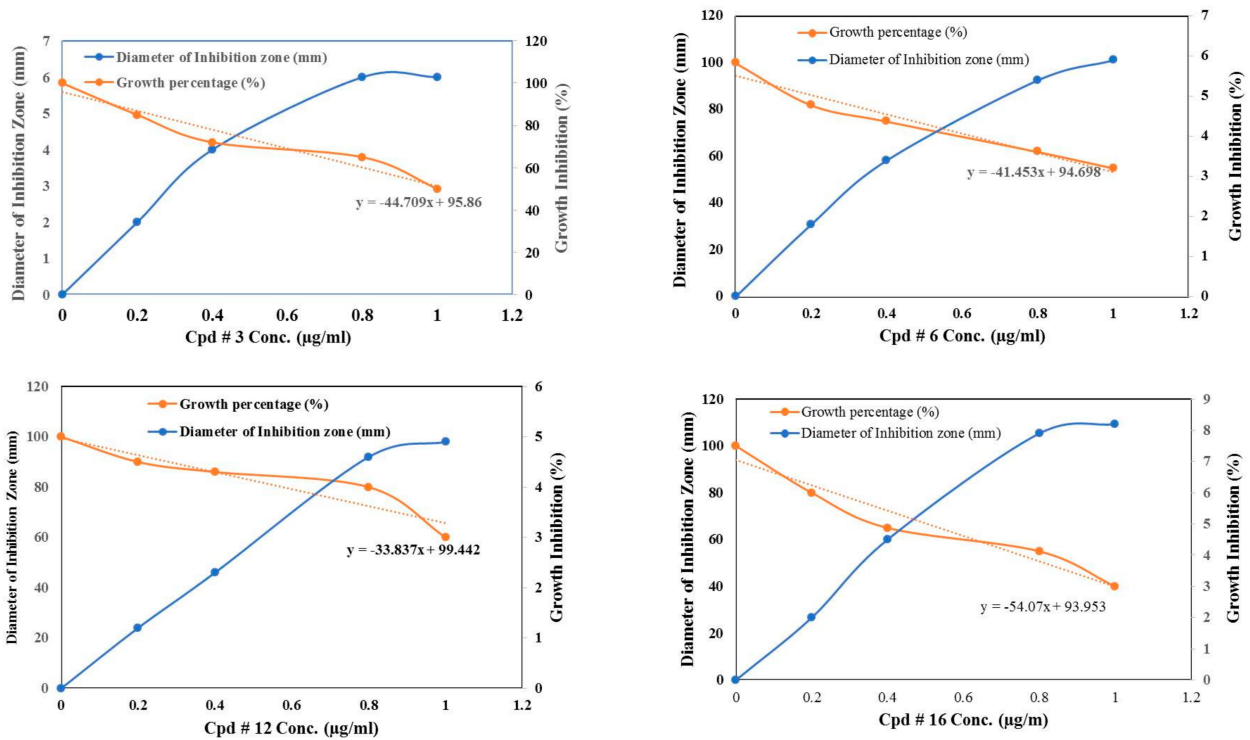 7
6
5
4
3
2
1
0
Diameter of Inhibition Zone (mm)
Diameter of Inhibition zone (mm)
Growth percentage (%)
y = -44.709x + 95.86
120
100
80
60
40
20
0
Growth Inhibition (%)
0 0.2 0.4 0.6 0.8 1 1.2
Cpd # 3 Conc. (µg/ml)
120
100
80
60
40
20
0
Diameter of Inhibition Zone (mm)
Growth percentage (%)
Diameter of Inhibition zone (mm)
y = -41.453x + 94.698
7
6
5
4
3
2
1
0
Growth Inhibition (%)
0 0.2 0.4 0.6 0.8 1 1.2
Cpd # 6 Conc. (µg/ml)
120
100
80
60
40
20
0
Diameter of Inhibition Zone (mm)
Growth percentage (%)
Diameter of Inhibition zone (mm)
y = -33.837x + 99.442
6
5
4
3
2
1
0
Growth Inhibition (%)
0 0.2 0.4 0.6 0.8 1 1.2
Cpd # 12 Conc. (µg/ml)
120
100
80
60
40
20
0
Diameter of Inhibition Zone (mm)
Growth percentage (%)
Diameter of Inhibition zone (mm)
y = -54.07x + 93.953
9
8
7
6
5
4
3
2
1
0
Growth Inhibition (%)
0 0.2 0.4 0.6 0.8 1 1.2
Cpd # 16 Conc. (µg/m)